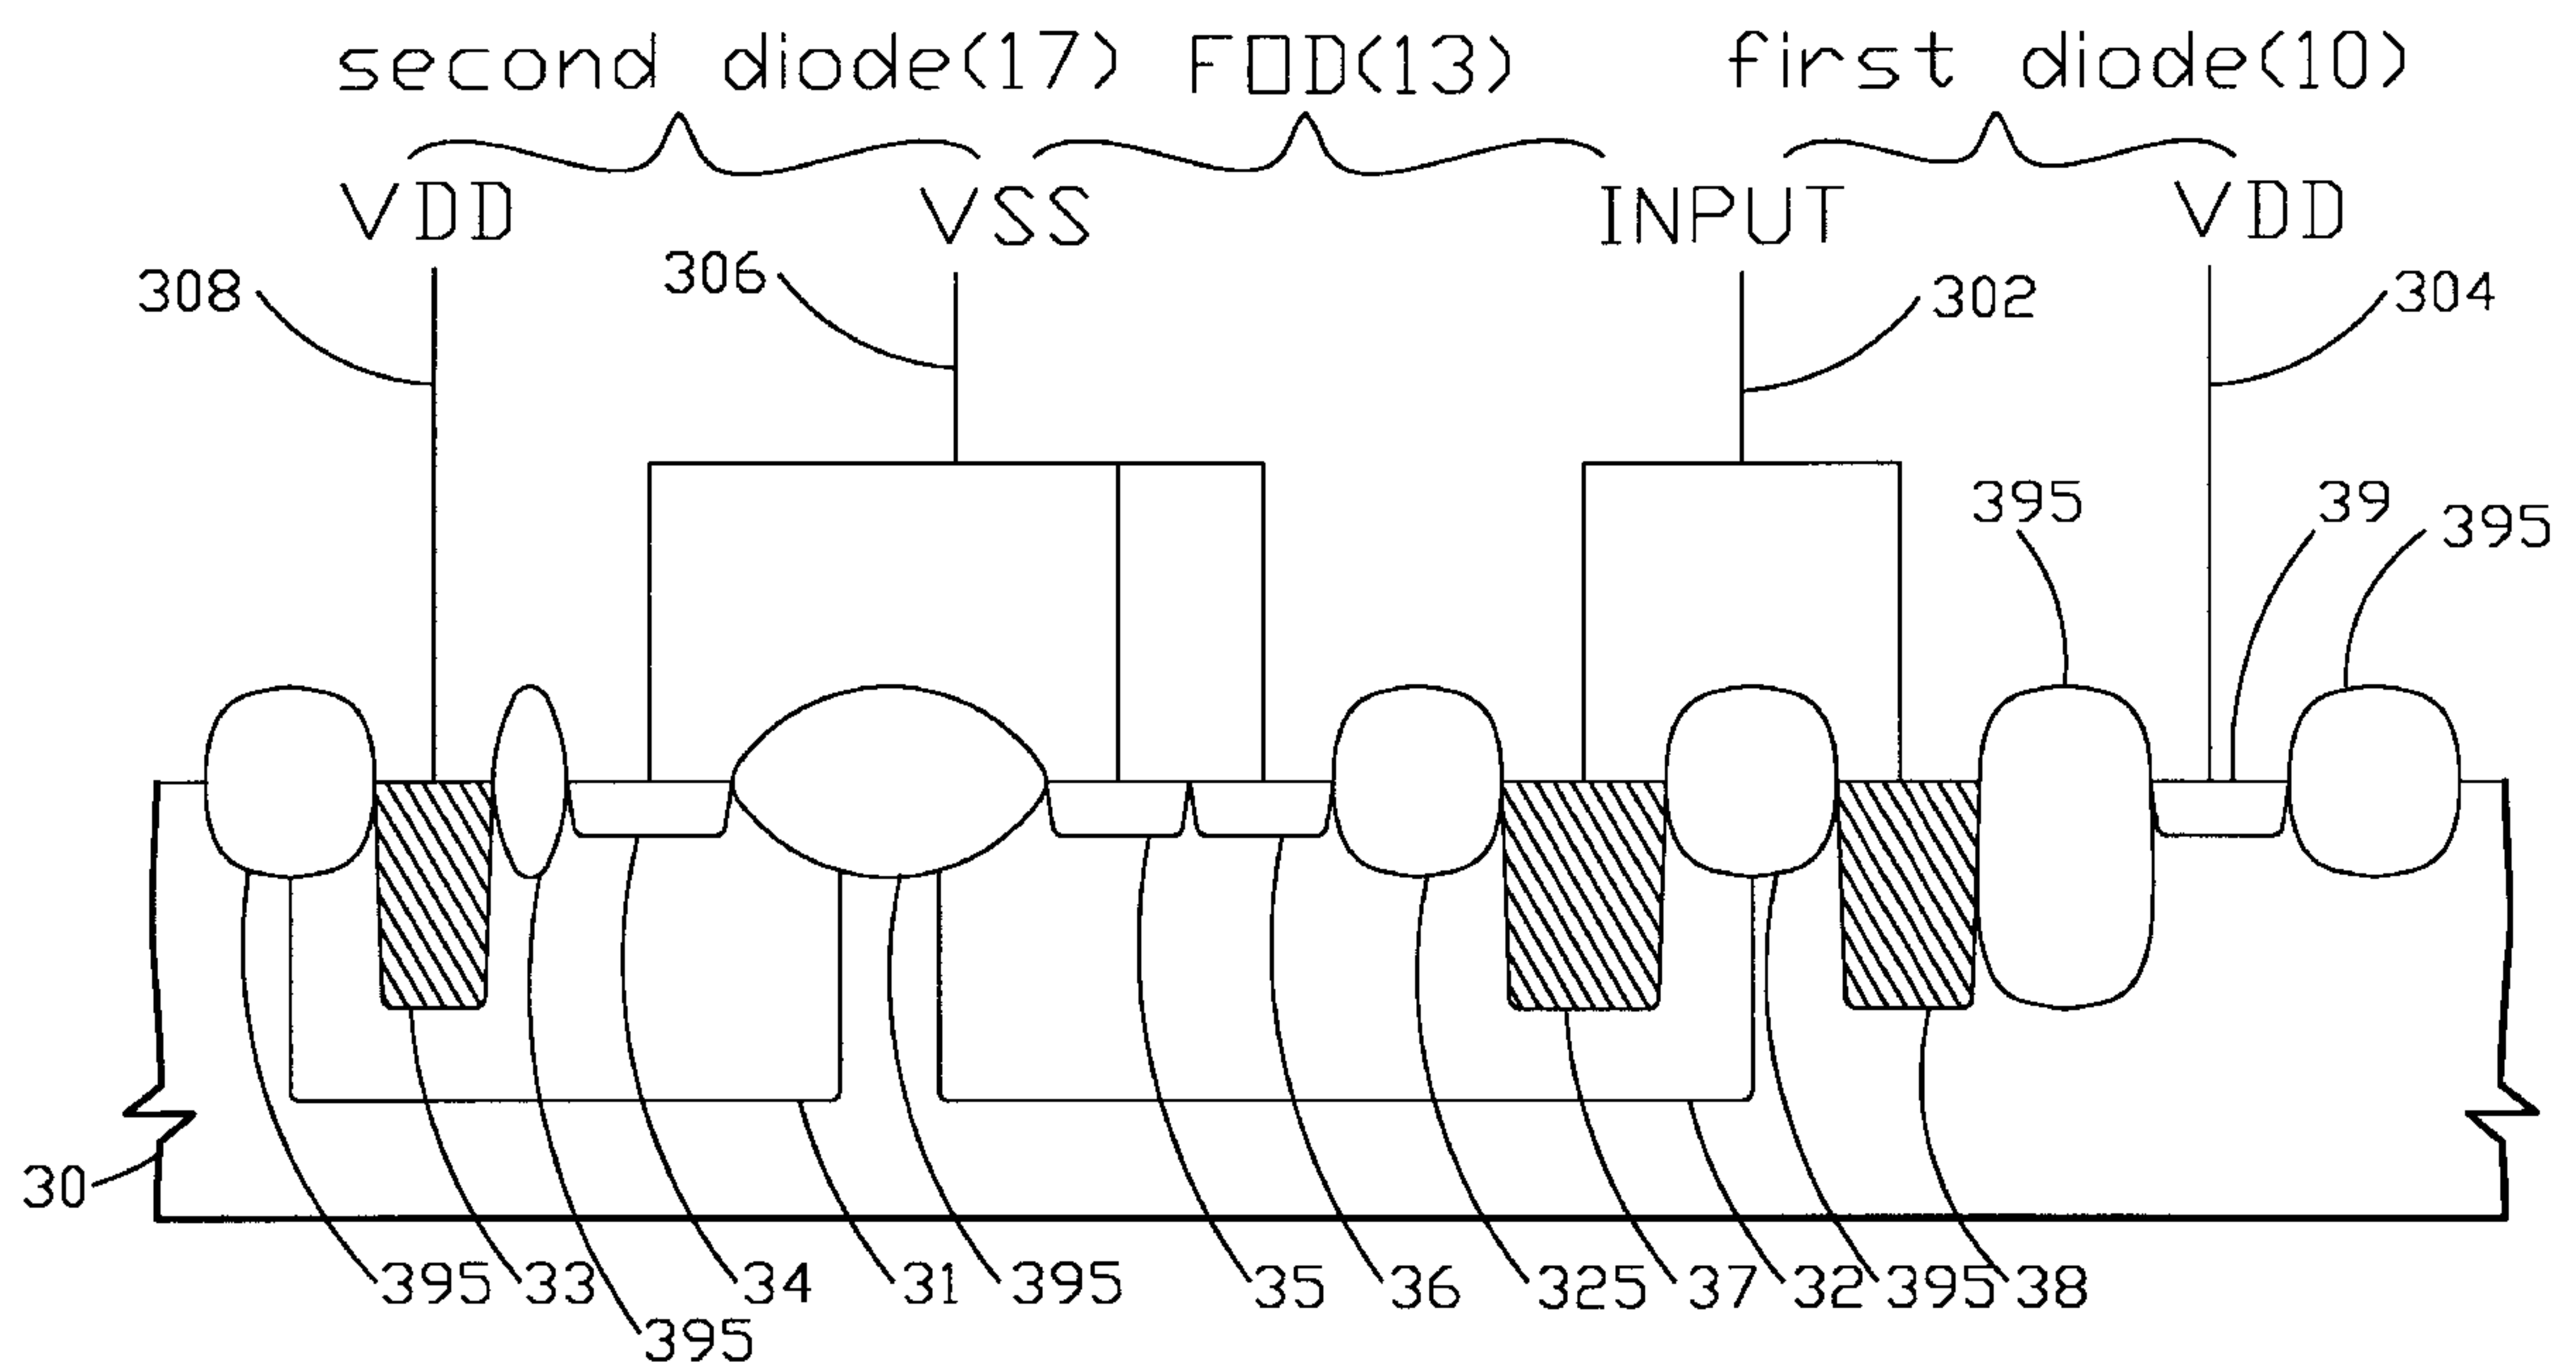 second diode(17) FOD(13) first diode(10)
VDD VSS INPUT VDD
308 306 302 304
395 39 395
30
395 33 34 31 395 35 36 325 37 32 395 38
395